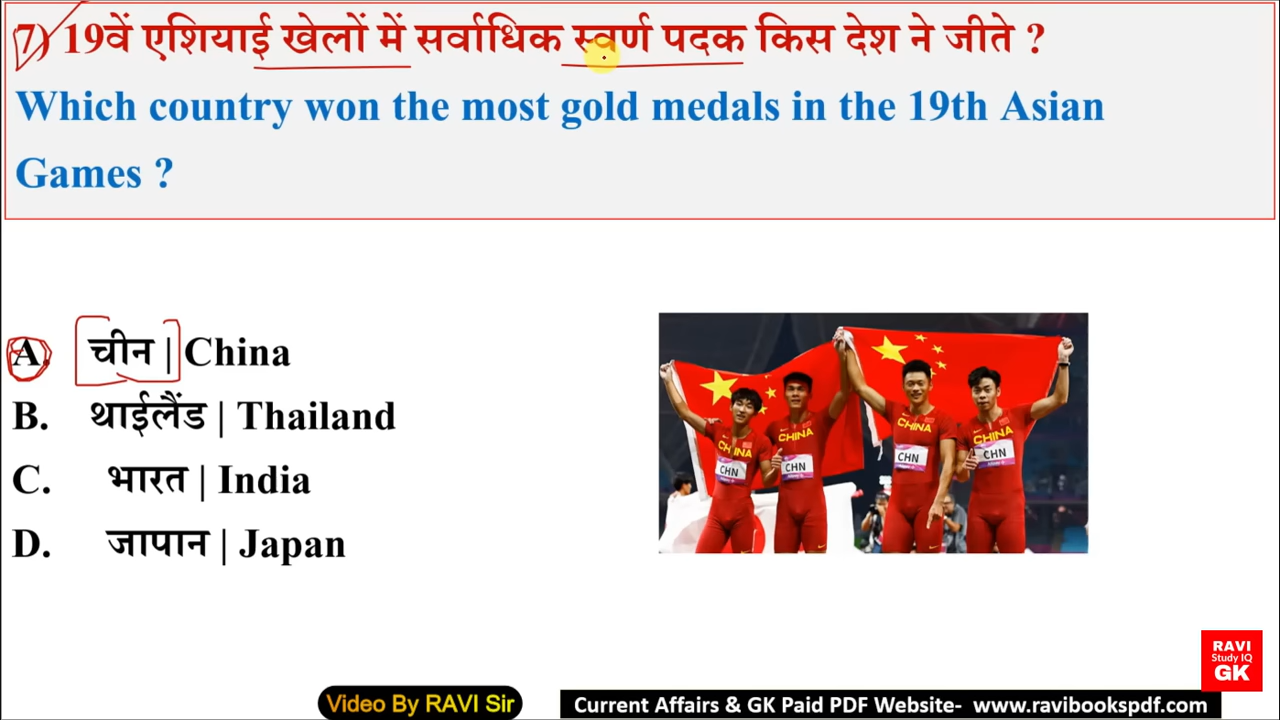 7) 19वें एशियाई खेलों में सर्वाधिक स्वर्ण पदक किस देश ने जीते ?
Which country won the most gold medals in the 19th Asian
Games ?
A. चीन | China
B. थाईलैंड | Thailand
C. भारत | India
D. जापान | Japan
CHINA
CHINA
CHINA
CHINA
CHN
CHN
CHN
CHN
RAVI
Study IQ
GK
Video By RAVI Sir
Current Affairs & GK Paid PDF Website- www.ravibookspdf.com